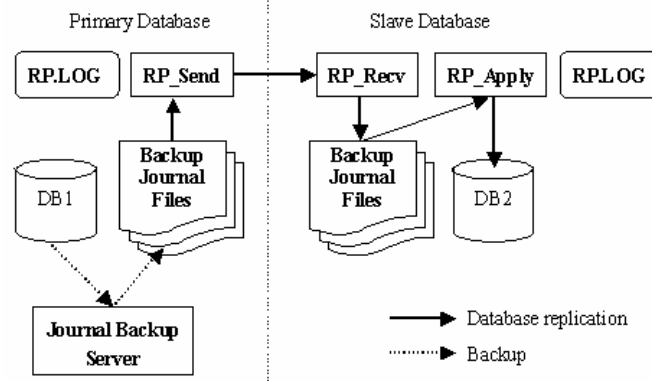 Primary Database
Slave Database
RP.LOG
RP_Send
RP_Recv
RP_Apply
RP.LOG
DB1
Backup
Journal
Files
Backup
Journal
Files
DB2
Journal Backup
Server
Database replication
Backup